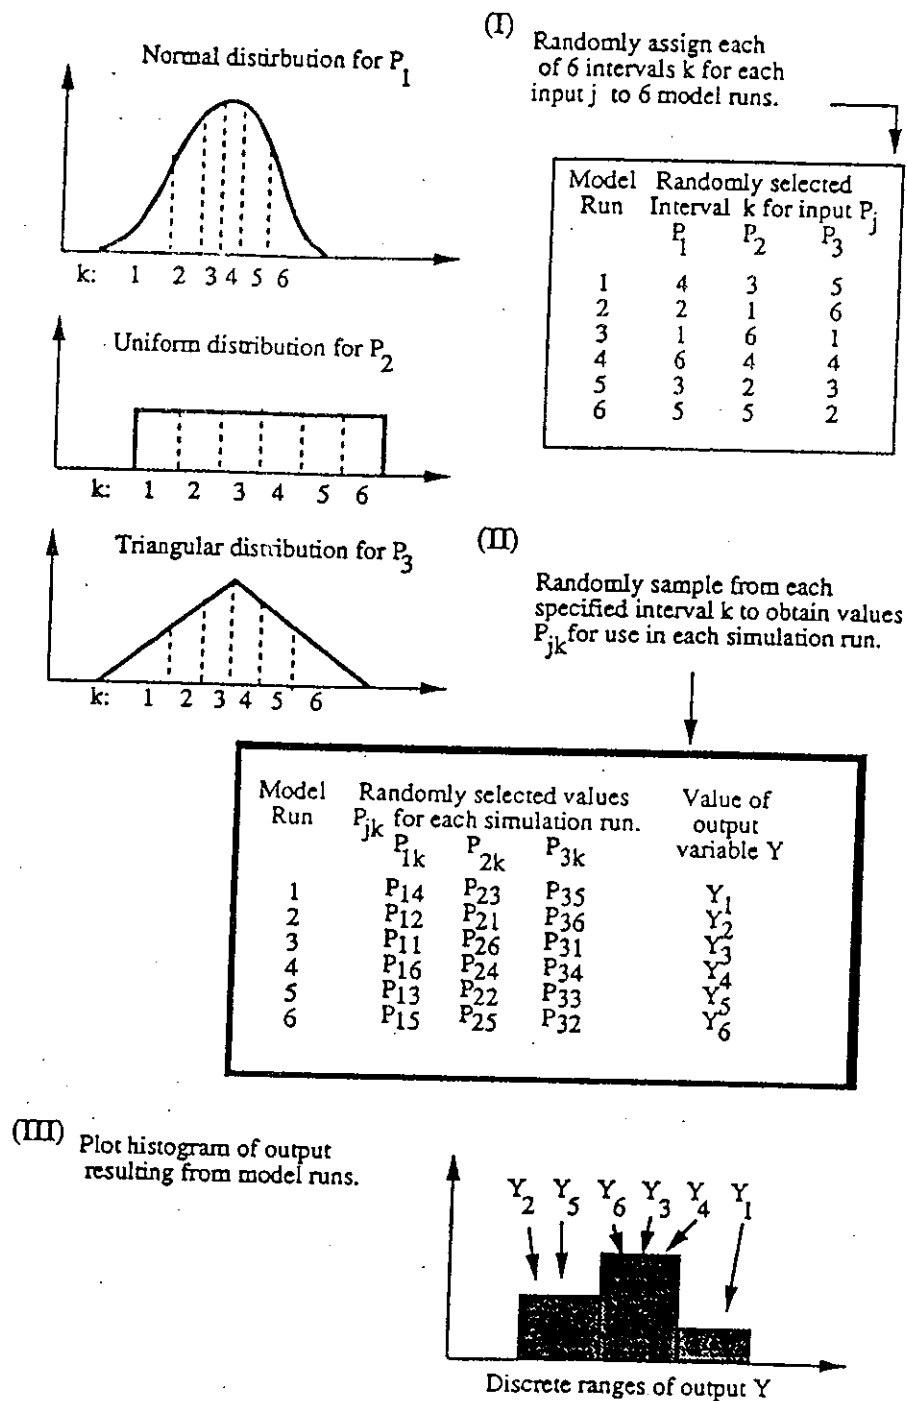 (I)
Randomly assign each
of 6 intervals k for each
input j to 6 model runs.
Normal distirbution for P1
k: 1 2 3 4 5 6
Model Randomly selected
Run Interval k for input Pj
P1 P2 P3
1 4 3 5
2 2 1 6
3 1 6 1
4 6 4 4
5 3 2 3
6 5 5 2
Uniform distribution for P2
k: 1 2 3 4 5 6
Triangular distribution for P3
k: 1 2 3 4 5 6
(II)
Randomly sample from each
specified interval k to obtain values
Pjk for use in each simulation run.
Model Randomly selected values Value of
Run Pjk for each simulation run. output
P1k P2k P3k variable Y
1 P14 P23 P35 Y1
2 P12 P21 P36 Y2
3 P11 P26 P31 Y3
4 P16 P24 P34 Y4
5 P13 P22 P33 Y5
6 P15 P25 P32 Y6
(III)
Plot histogram of output
resulting from model runs.
Y2 Y5 Y6 Y3 Y4 Y1
Discrete ranges of output Y